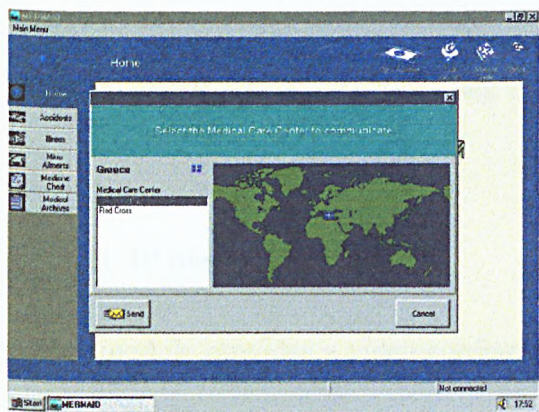 Main Menu
Home
Home
Accidents
Illness
Minor
Ailments
Medicine
Chest
Medical
Archives
Select the Medical Care Center to communicate
Greece
Medical Care Center
Red Cross
Send
Cancel
Not connected
Start
MERMAID
17:52